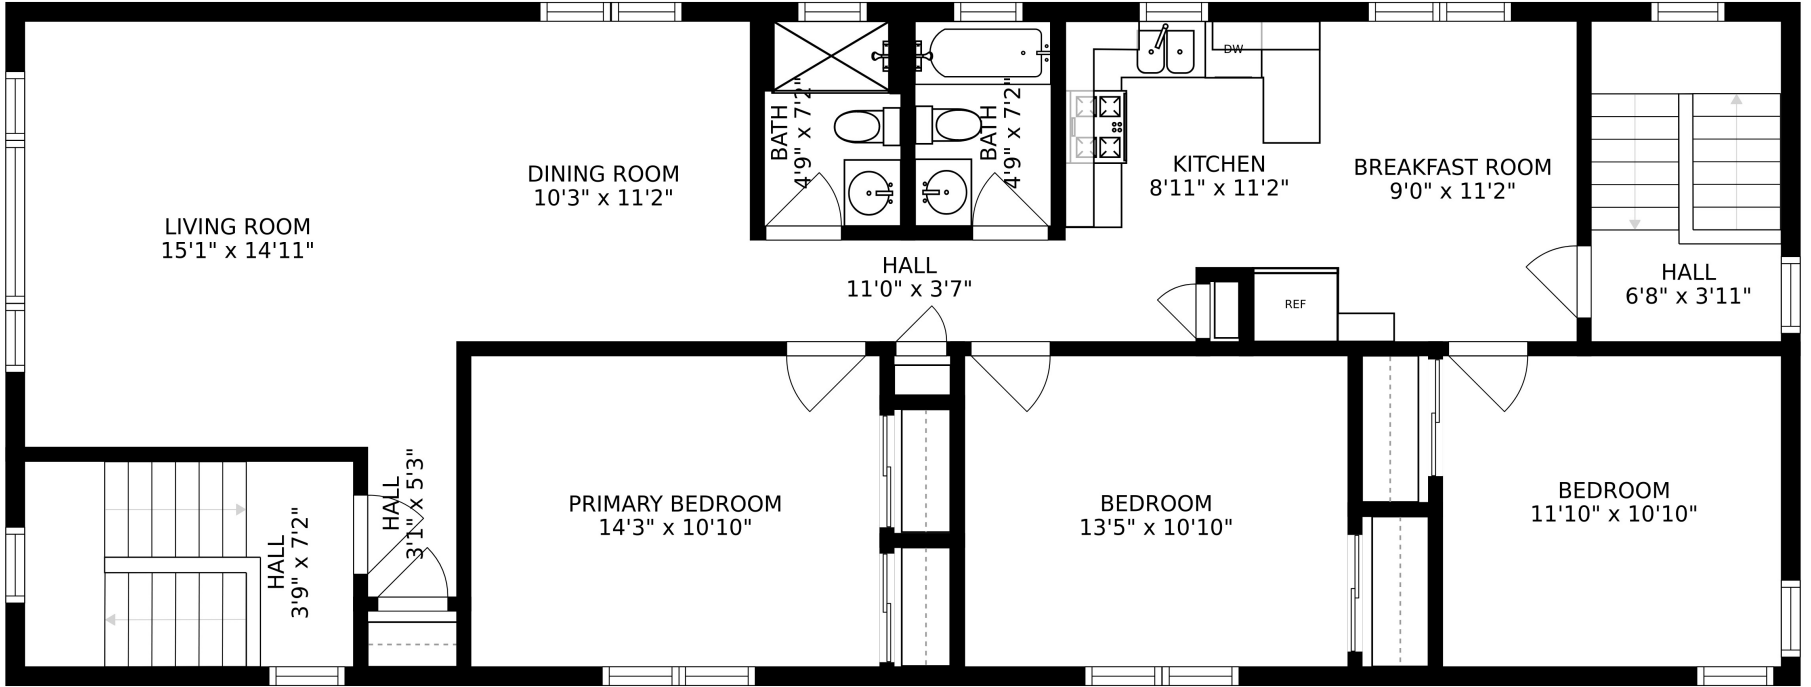 LIVING ROOM
15'1" x 14'11"
DINING ROOM
10'3" x 11'2"
BATH
4'9" x 7'2"
BATH
4'9" x 7'2"
DW
KITCHEN
8'11" x 11'2"
BREAKFAST ROOM
9'0" x 11'2"
HALL
11'0" x 3'7"
REF
HALL
6'8" x 3'11"
HALL
3'9" x 7'2"
HALL
3'1" x 5'3"
PRIMARY BEDROOM
14'3" x 10'10"
BEDROOM
13'5" x 10'10"
BEDROOM
11'10" x 10'10"